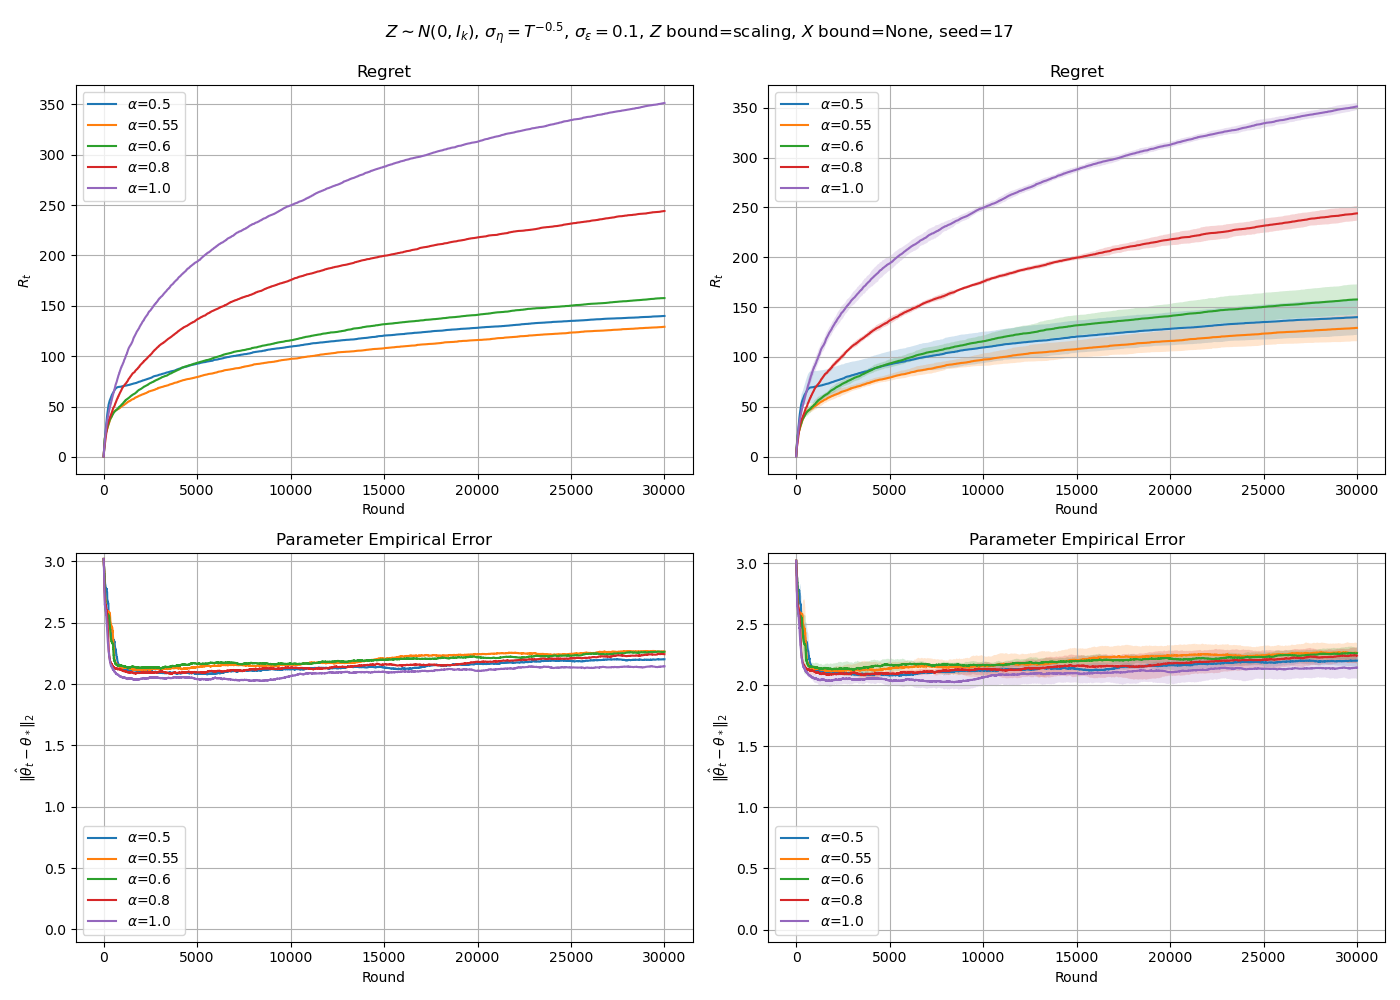 Z ∼ N(0, I_k), σ_η = T^{−0.5}, σ_ε = 0.1, Z bound=scaling, X bound=None, seed=17
Regret
R_t
350
300
250
200
150
100
50
0
α=0.5
α=0.55
α=0.6
α=0.8
α=1.0
0 5000 10000 15000 20000 25000 30000
Round
Regret
R_t
350
300
250
200
150
100
50
0
α=0.5
α=0.55
α=0.6
α=0.8
α=1.0
0 5000 10000 15000 20000 25000 30000
Round
Parameter Empirical Error
‖θ̂_t − θ_*‖_2
3.0
2.5
2.0
1.5
1.0
0.5
0.0
α=0.5
α=0.55
α=0.6
α=0.8
α=1.0
0 5000 10000 15000 20000 25000 30000
Round
Parameter Empirical Error
‖θ̂_t − θ_*‖_2
3.0
2.5
2.0
1.5
1.0
0.5
0.0
α=0.5
α=0.55
α=0.6
α=0.8
α=1.0
0 5000 10000 15000 20000 25000 30000
Round